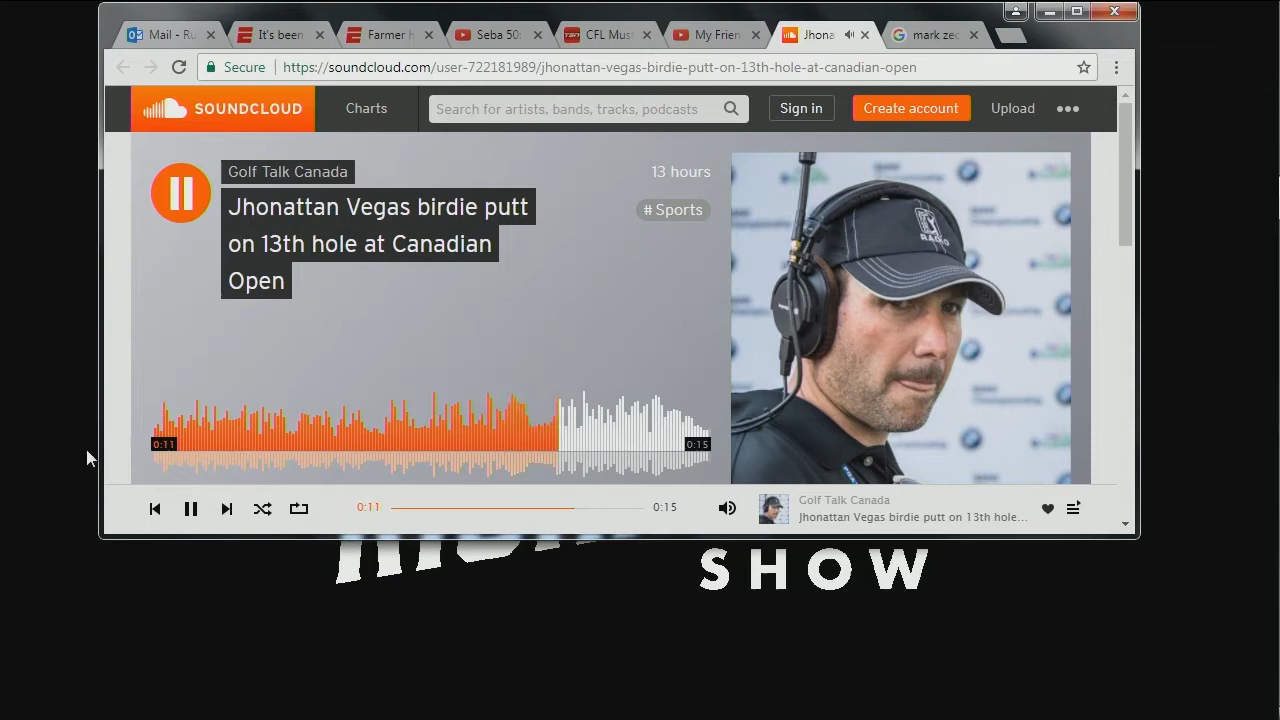 Mail - Ru
It's been
Farmer h
Seba 50
CFL Mus
My Frien
Jhona
mark zec
Secure
https://soundcloud.com/user-722181989/jhonattan-vegas-birdie-putt-on-13th-hole-at-canadian-open
SOUNDCLOUD
Charts
Search for artists, bands, tracks, podcasts
Sign in
Create account
Upload
Golf Talk Canada
13 hours
Jhonattan Vegas birdie putt
on 13th hole at Canadian
Open
# Sports
RADIO
0:11
0:15
0:11
0:15
Golf Talk Canada
Jhonattan Vegas birdie putt on 13th hole...
SHOW